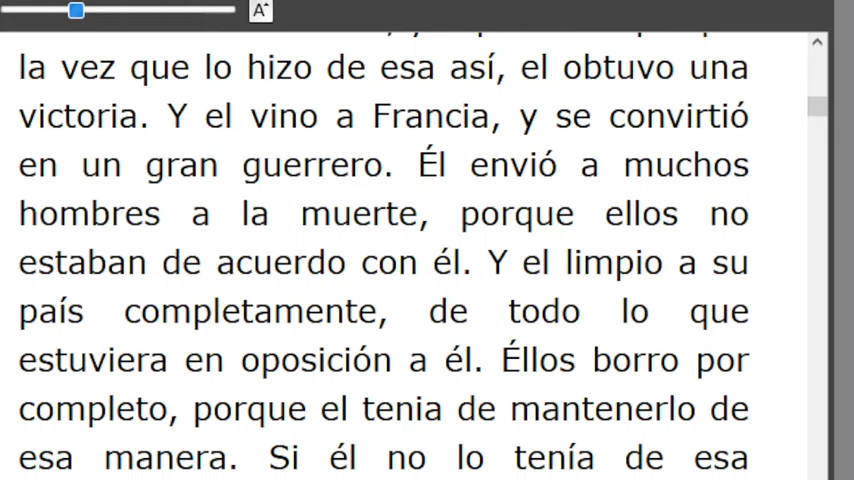 A
la vez que lo hizo de esa así, el obtuvo una
victoria. Y el vino a Francia, y se convirtió
en un gran guerrero. Él envió a muchos
hombres a la muerte, porque ellos no
estaban de acuerdo con él. Y el limpio a su
país completamente, de todo lo que
estuviera en oposición a él. Éllos borro por
completo, porque el tenia de mantenerlo de
esa manera. Si él no lo tenía de esa